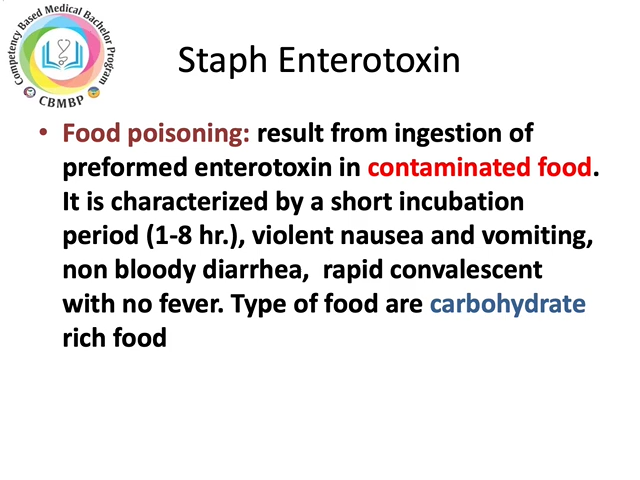 Competency Based Medical Bachelor Program
CBMBP
Staph Enterotoxin
• Food poisoning: result from ingestion of
preformed enterotoxin in contaminated food.
It is characterized by a short incubation
period (1-8 hr.), violent nausea and vomiting,
non bloody diarrhea,  rapid convalescent
with no fever. Type of food are carbohydrate
rich food